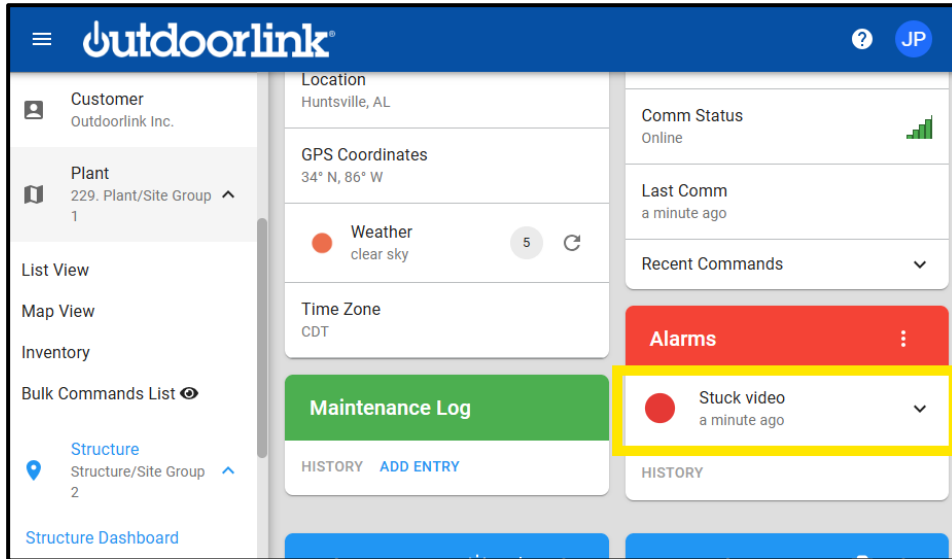 outdoorlink®
JP
Customer
Outdoorlink Inc.
Plant
229. Plant/Site Group
1
List View
Map View
Inventory
Bulk Commands List
Structure
Structure/Site Group
2
Structure Dashboard
Location
Huntsville, AL
GPS Coordinates
34° N, 86° W
Weather
clear sky
5
Time Zone
CDT
Maintenance Log
HISTORY ADD ENTRY
Comm Status
Online
Last Comm
a minute ago
Recent Commands
Alarms
Stuck video
a minute ago
HISTORY